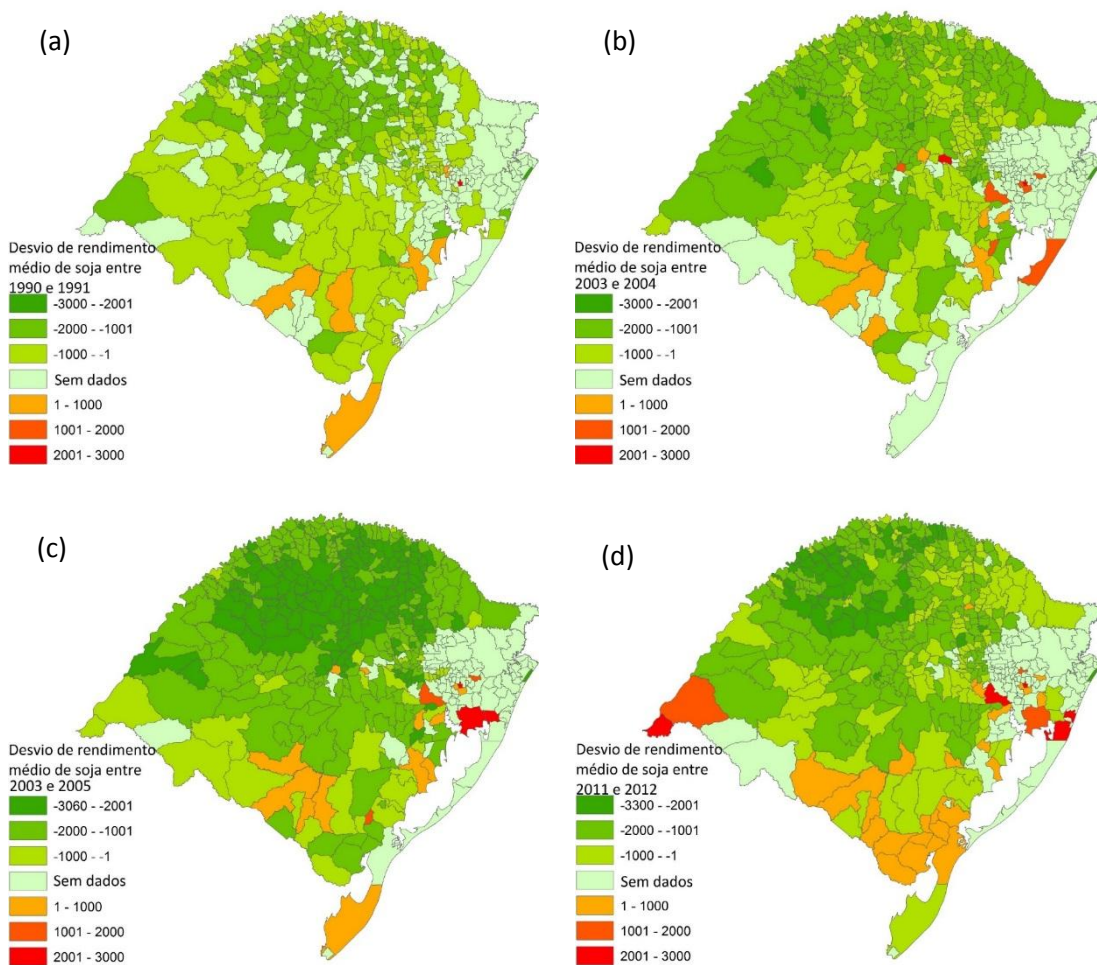 (a)
Desvio de rendimento
médio de soja entre
1990 e 1991
-3000 - -2001
-2000 - -1001
-1000 - -1
Sem dados
1 - 1000
1001 - 2000
2001 - 3000
(b)
Desvio de rendimento
médio de soja entre
2003 e 2004
-3000 - -2001
-2000 - -1001
-1000 - -1
Sem dados
1 - 1000
1001 - 2000
2001 - 3000
(c)
Desvio de rendimento
médio de soja entre
2003 e 2005
-3060 - -2001
-2000 - -1001
-1000 - -1
Sem dados
1 - 1000
1001 - 2000
2001 - 3000
(d)
Desvio de rendimento
médio de soja entre
2011 e 2012
-3300 - -2001
-2000 - -1001
-1000 - -1
Sem dados
1 - 1000
1001 - 2000
2001 - 3000